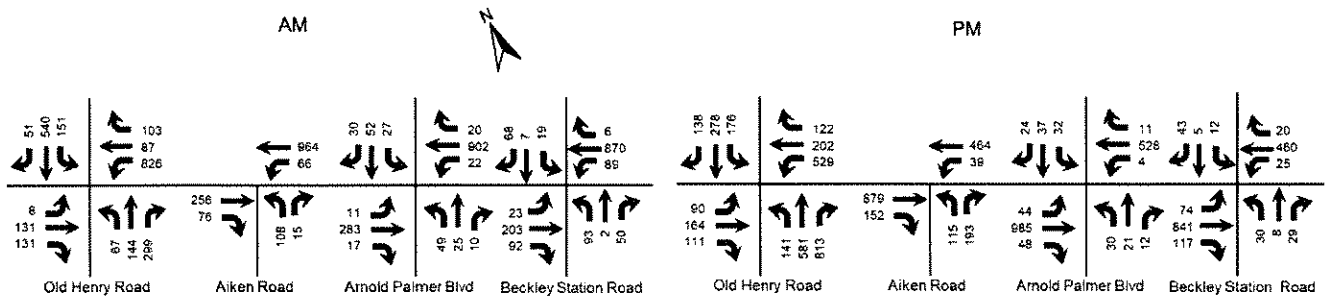 AM
N
PM
51 540 151
103
87
826
8
131
131
67 144 299
Old Henry Road
964
66
256
76
108 15
Aiken Road
30 52 27
20
902
22
11
283
17
49 25 10
Arnold Palmer Blvd
68 7 19
6
870
89
23
203
92
93 2 50
Beckley Station Road
138 278 176
122
202
529
90
164
111
141 581 813
Old Henry Road
464
39
879
152
115 193
Aiken Road
24 37 32
11
528
4
44
985
48
30 21 12
Arnold Palmer Blvd
43 5 12
20
460
25
74
841
117
30 8 29
Beckley Station Road